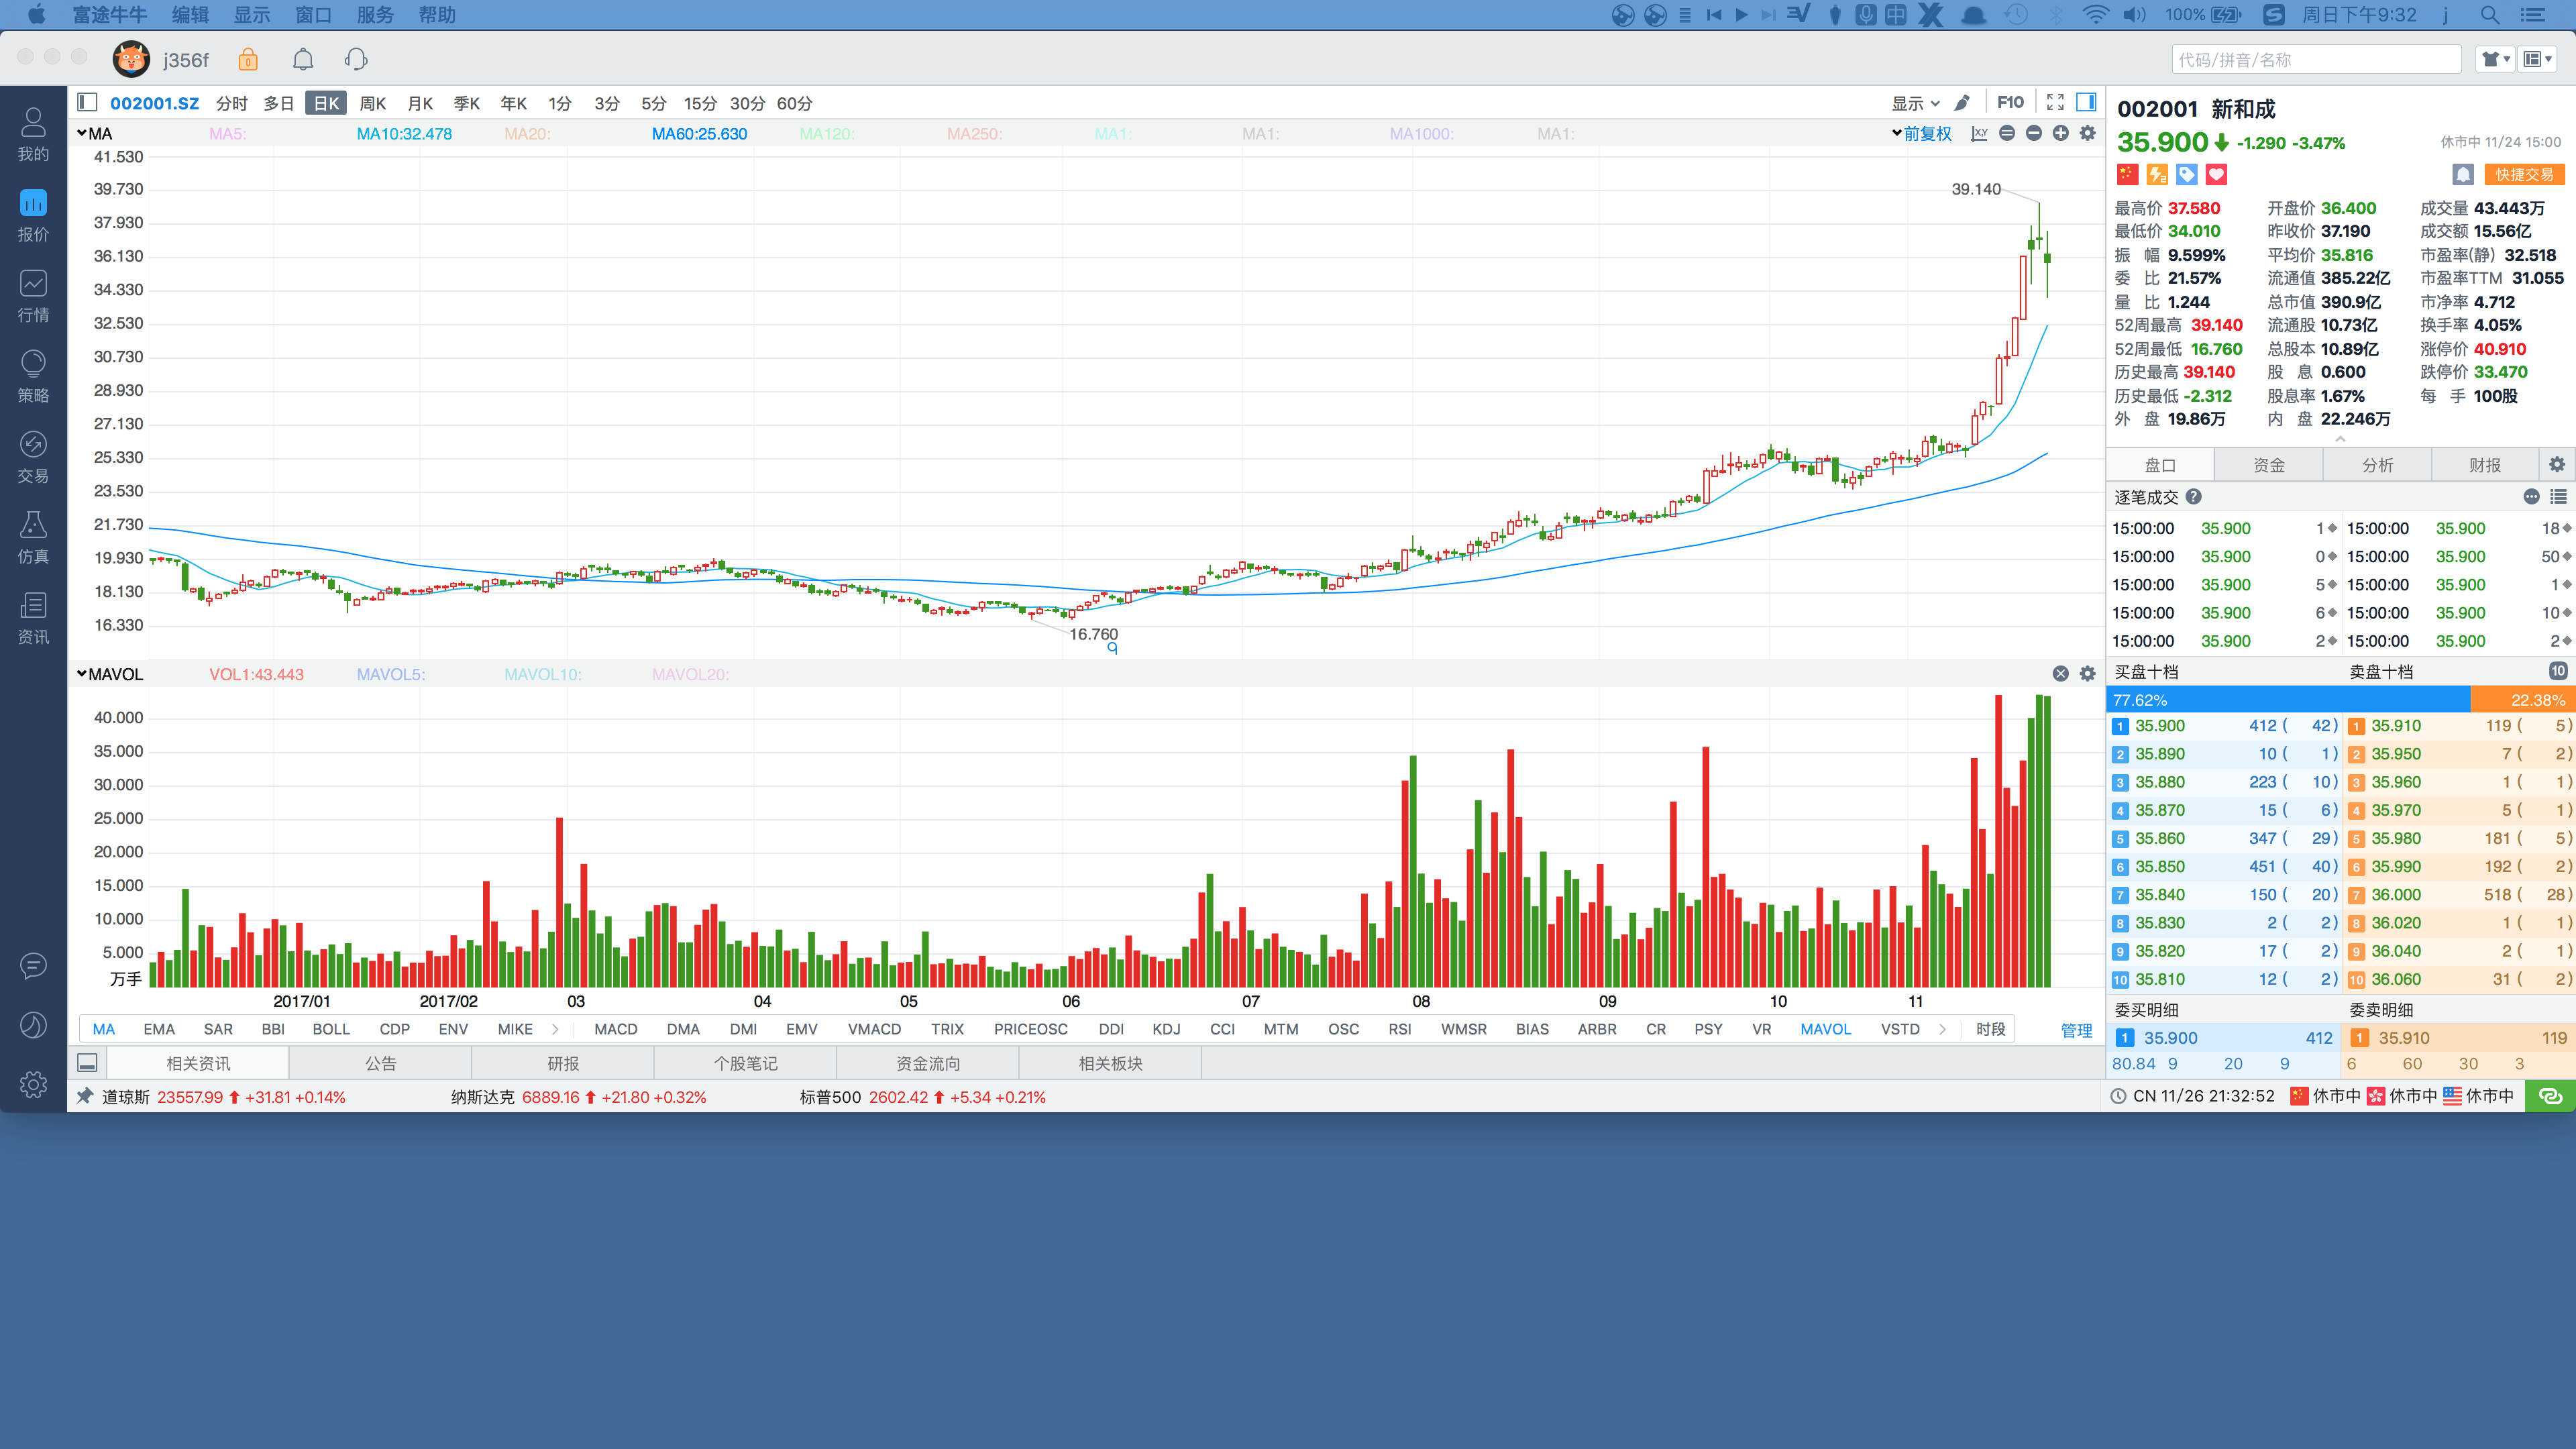 富途牛牛 编辑 显示 窗口 服务 帮助
100% 周日下午9:32 j
j356f 代码/拼音/名称
002001.SZ 分时 多日 日K 周K 月K 季K 年K 1分 3分 5分 15分 30分 60分 显示 F10
MA MA5: MA10:32.478 MA20: MA60:25.630 MA120: MA250: MA1: MA1: MA1000: MA1: 前复权
我的
报价
行情
策略
交易
仿真
资讯
41.530
39.730
37.930
36.130
34.330
32.530
30.730
28.930
27.130
25.330
23.530
21.730
19.930
18.130
16.330
39.140
16.760
MAVOL VOL1:43.443 MAVOL5: MAVOL10: MAVOL20:
40.000
35.000
30.000
25.000
20.000
15.000
10.000
5.000
万手
2017/01 2017/02 03 04 05 06 07 08 09 10 11
MA EMA SAR BBI BOLL CDP ENV MIKE MACD DMA DMI EMV VMACD TRIX PRICEOSC DDI KDJ CCI MTM OSC RSI WMSR BIAS ARBR CR PSY VR MAVOL VSTD 时段 管理
相关资讯 公告 研报 个股笔记 资金流向 相关板块
002001 新和成
35.900 -1.290 -3.47% 休市中 11/24 15:00
快捷交易
最高价 37.580 开盘价 36.400 成交量 43.443万
最低价 34.010 昨收价 37.190 成交额 15.56亿
振 幅 9.599% 平均价 35.816 市盈率(静) 32.518
委 比 21.57% 流通值 385.22亿 市盈率TTM 31.055
量 比 1.244 总市值 390.9亿 市净率 4.712
52周最高 39.140 流通股 10.73亿 换手率 4.05%
52周最低 16.760 总股本 10.89亿 涨停价 40.910
历史最高 39.140 股 息 0.600 跌停价 33.470
历史最低 -2.312 股息率 1.67% 每 手 100股
外 盘 19.86万 内 盘 22.246万
盘口 资金 分析 财报
逐笔成交
15:00:00 35.900 1 15:00:00 35.900 18
15:00:00 35.900 0 15:00:00 35.900 50
15:00:00 35.900 5 15:00:00 35.900 1
15:00:00 35.900 6 15:00:00 35.900 10
15:00:00 35.900 2 15:00:00 35.900 2
买盘十档 卖盘十档 10
77.62% 22.38%
1 35.900 412 ( 42) 1 35.910 119 ( 5)
2 35.890 10 ( 1) 2 35.950 7 ( 2)
3 35.880 223 ( 10) 3 35.960 1 ( 1)
4 35.870 15 ( 6) 4 35.970 5 ( 1)
5 35.860 347 ( 29) 5 35.980 181 ( 5)
6 35.850 451 ( 40) 6 35.990 192 ( 2)
7 35.840 150 ( 20) 7 36.000 518 ( 28)
8 35.830 2 ( 2) 8 36.020 1 ( 1)
9 35.820 17 ( 2) 9 36.040 2 ( 1)
10 35.810 12 ( 2) 10 36.060 31 ( 2)
委买明细 委卖明细
1 35.900 412 1 35.910 119
80.84 9 20 9 6 60 30 3
道琼斯 23557.99 +31.81 +0.14% 纳斯达克 6889.16 +21.80 +0.32% 标普500 2602.42 +5.34 +0.21%
CN 11/26 21:32:52 休市中 休市中 休市中